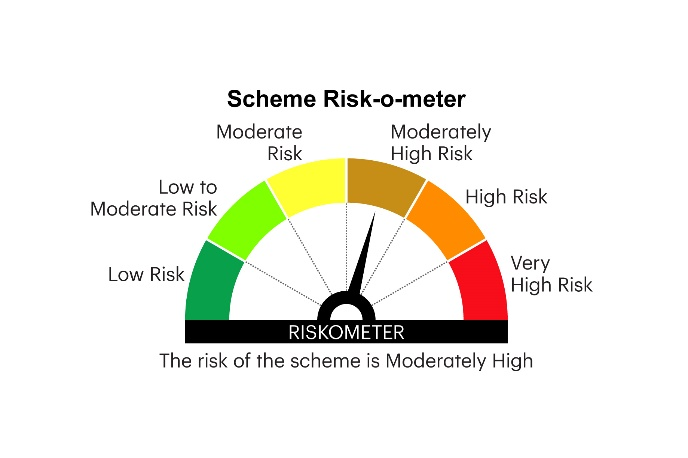 Scheme Risk-o-meter
Moderate
Risk
Moderately
High Risk
Low to
Moderate Risk
High Risk
Low Risk
Very
High Risk
RISKOMETER
The risk of the scheme is Moderately High